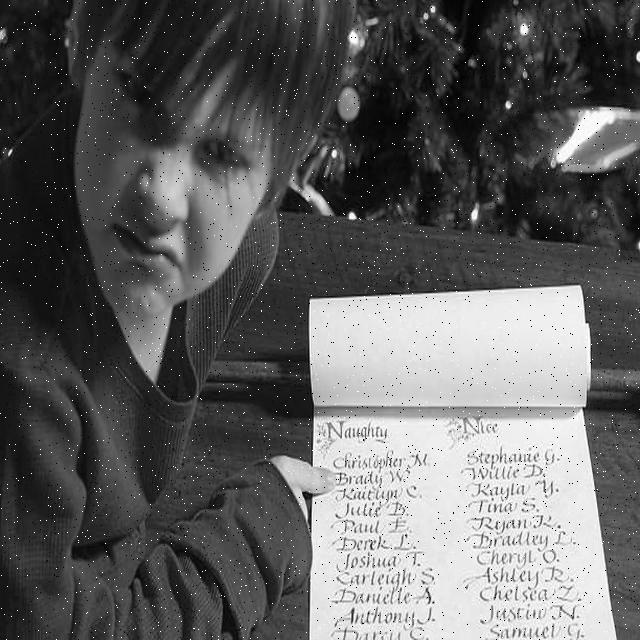 Naughty Nice
Christopher M. Stephanie G.
Brady W. Willie D.
Kaitlyn C. Kayla Y.
Julie B. Tina S.
Paul E. Ryan K.
Derek L. Bradley L.
Joshua T. Cheryl O.
Carleigh S. Ashley R.
Danielle A. Chelsea Z.
Anthony J. Justin N.
Darcy C. Samuel G.